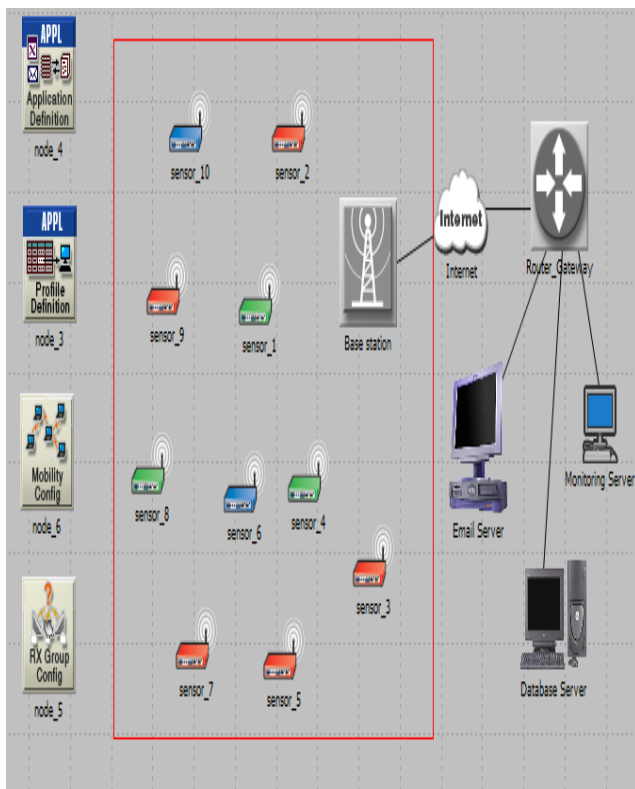 APPL
Application
Definition
node_4
sensor_10
sensor_2
APPL
Profile
Definition
node_3
sensor_9
sensor_1
Base station
Internet
Internet
Router_Gateway
Mobility
Config
node_6
sensor_8
sensor_6
sensor_4
sensor_3
Email Server
Monitoring Server
?
RX Group
Config
node_5
sensor_7
sensor_5
Database Server